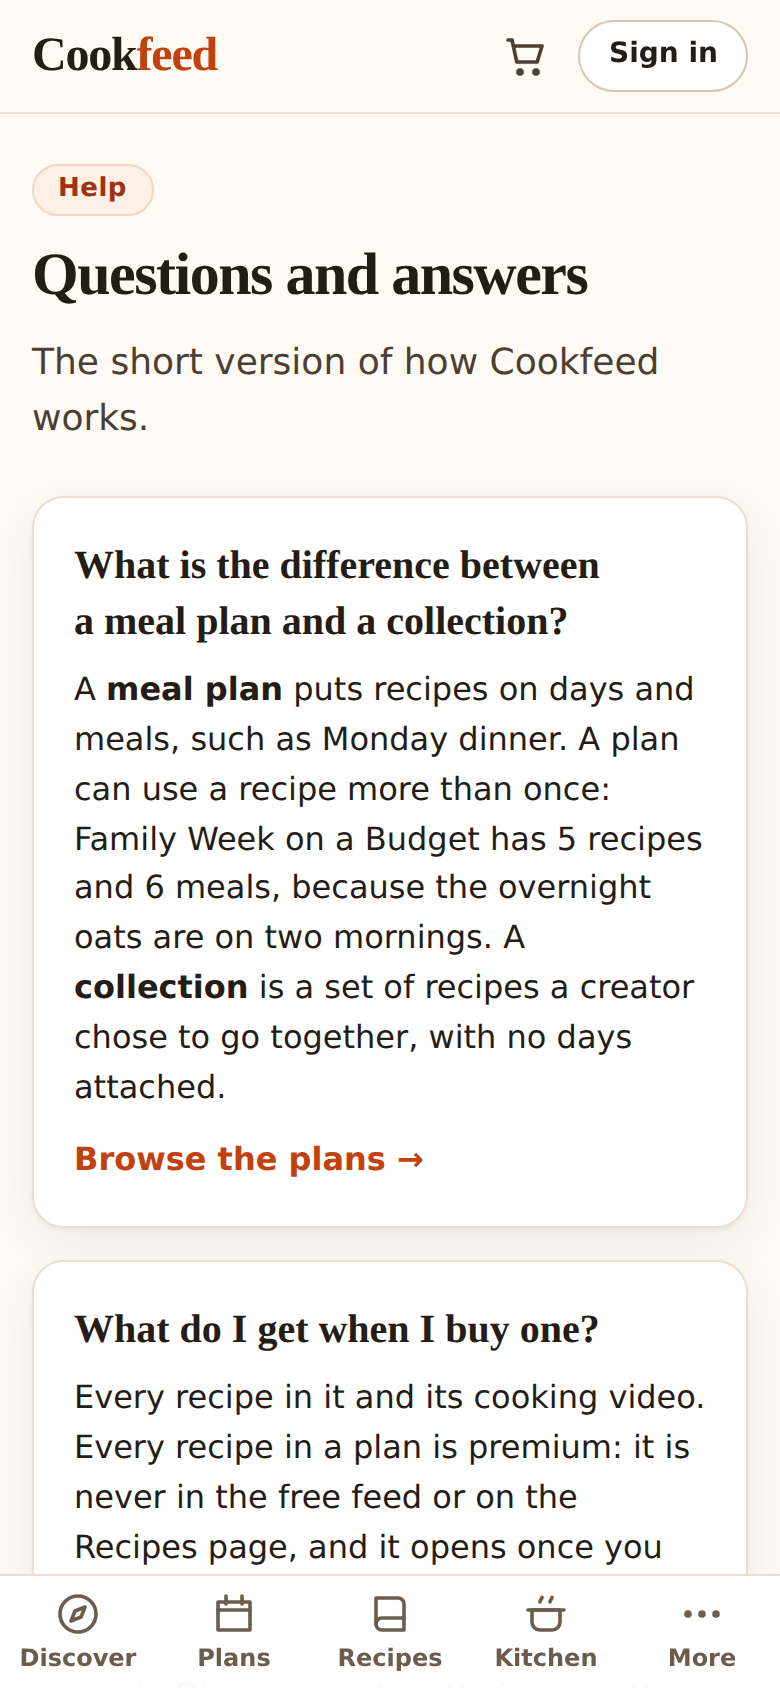 Cookfeed
Sign in
Help
Questions and answers
The short version of how Cookfeed
works.
What is the difference between
a meal plan and a collection?
A meal plan puts recipes on days and
meals, such as Monday dinner. A plan
can use a recipe more than once:
Family Week on a Budget has 5 recipes
and 6 meals, because the overnight
oats are on two mornings. A
collection is a set of recipes a creator
chose to go together, with no days
attached.
Browse the plans →
What do I get when I buy one?
Every recipe in it and its cooking video.
Every recipe in a plan is premium: it is
never in the free feed or on the
Recipes page, and it opens once you
Discover
Plans
Recipes
Kitchen
More